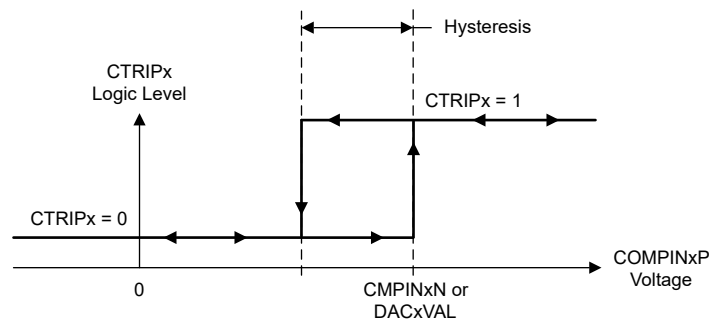 Hysteresis
CTRIPx
Logic Level
CTRIPx = 1
CTRIPx = 0
COMPINxP
Voltage
0
CMPINxN or
DACxVAL